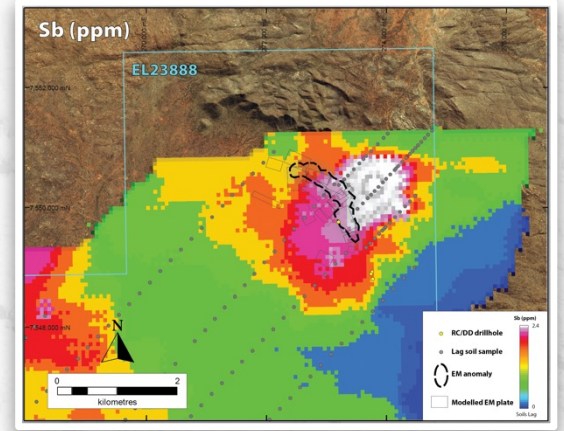 Sb (ppm)
EL23888
7,552,000 mN
7,550,000 mN
7,548,000 mN
N
0 2
kilometres
RC/DD drillhole
Lag soil sample
EM anomaly
Modelled EM plate
Sb (ppm)
2.4
0
Soils Lag